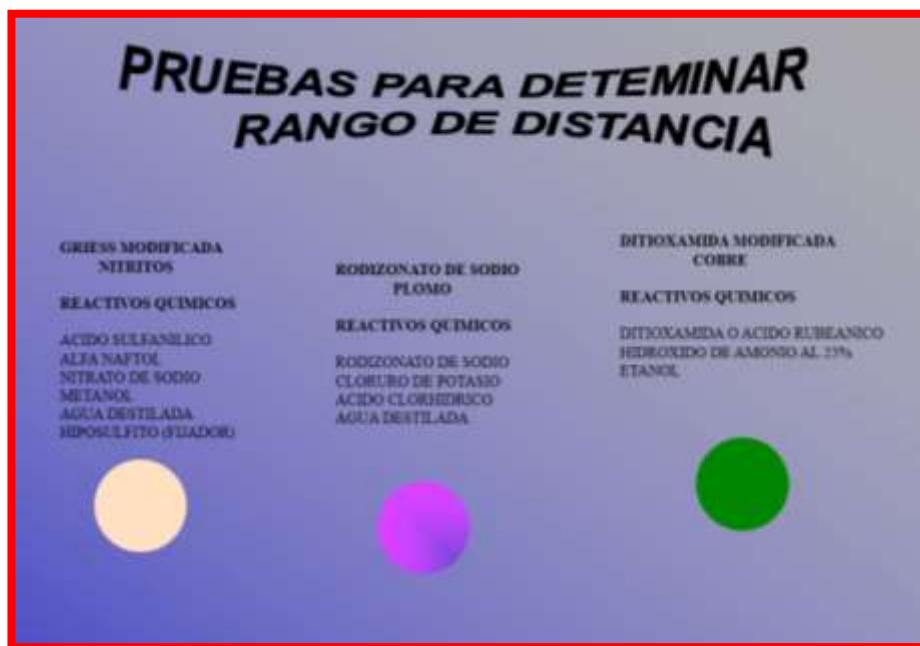 PRUEBAS PARA DETEMINAR
RANGO DE DISTANCIA
GRIESS MODIFICADA
NITRITOS
REACTIVOS QUIMICOS
ACIDO SULFANILICO
ALFA NAFTOL
NITRATO DE SODIO
METANOL
AGUA DESTILADA
HIPOSULFITO (FIJADOR)
RODIZONATO DE SODIO
PLOMO
REACTIVOS QUIMICOS
RODIZONATO DE SODIO
CLORURO DE POTASIO
ACIDO CLORHIDRICO
AGUA DESTILADA
DITIOXAMIDA MODIFICADA
COBRE
REACTIVOS QUIMICOS
DITIOXAMIDA O ACIDO RUBEANICO
HIDROXIDO DE AMONIO AL 25%
ETANOL